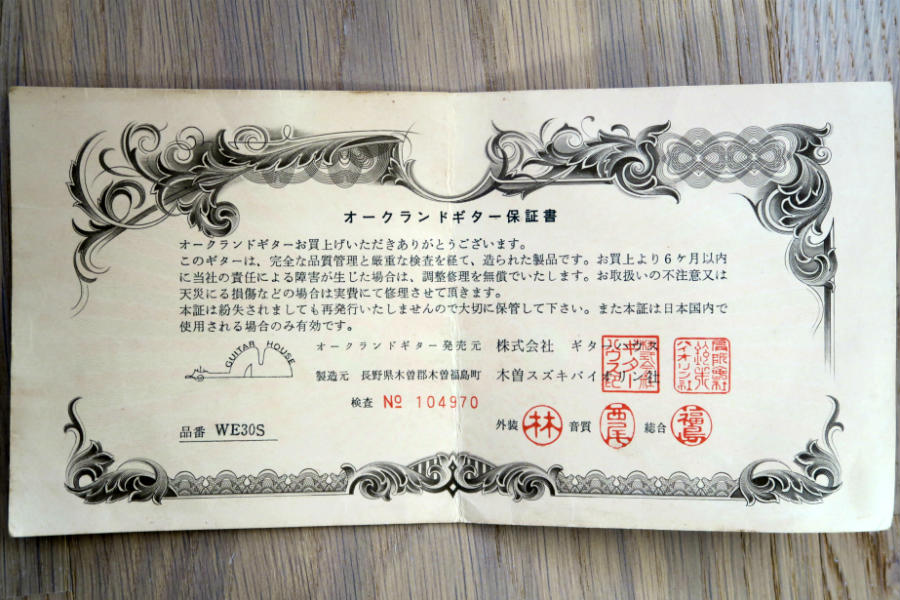 オークランドギター保証書
オークランドギターお買上げいただきありがとうございます。
このギターは、完全な品質管理と厳重な検査を経て、造られた製品です。お買上より6ケ月以内
に当社の責任による障害が生じた場合は、調整修理を無償でいたします。お取扱いの不注意又は
天災にる損傷などの場合は実費にて修理させて頂きます。
本証は紛失されましても再発行いたしませんので大切に保管して下さい。また本証は日本国内で
使用される場合のみ有効です。
GUITAR HOUSE
オークランドギター発売元 株式会社 ギターハウス
製造元 長野県木曽郡木曽福島町 木曽スズキバイオリン社
検査 № 104970
品番 WE30S
外装 林 音質 総合 福島